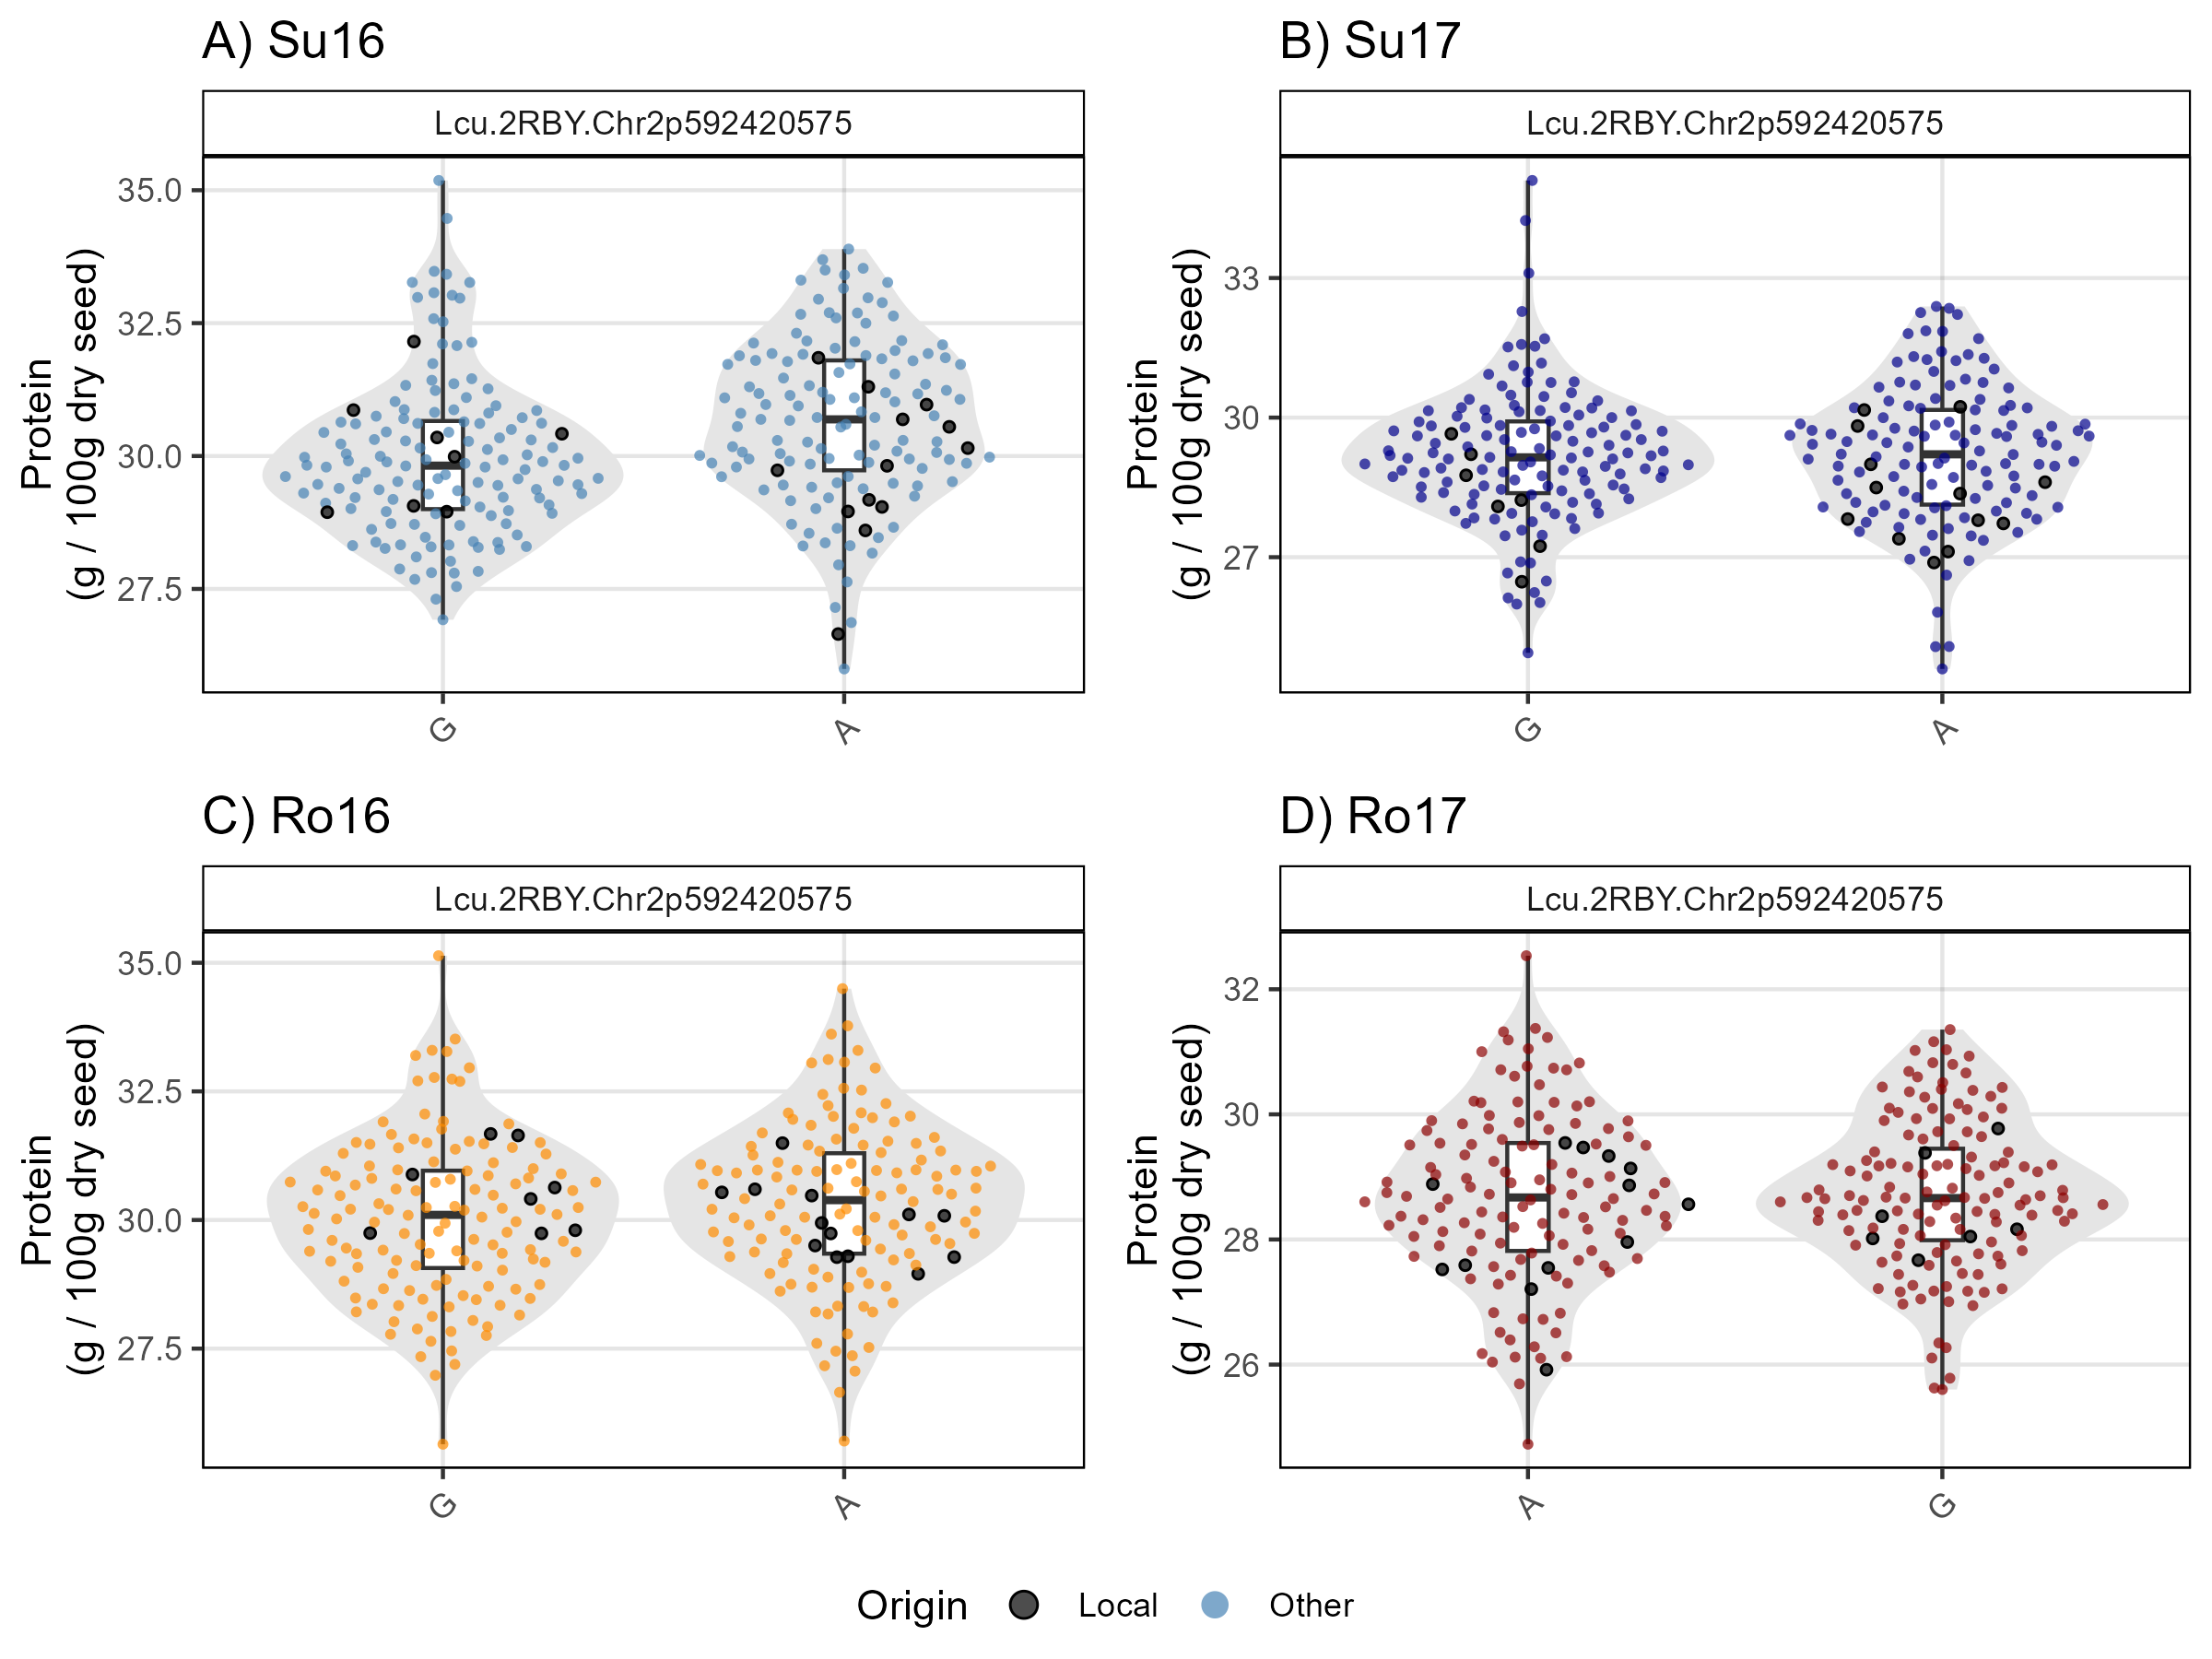 A) Su16
Lcu.2RBY.Chr2p592420575
Protein
(g / 100g dry seed)
35.0
32.5
30.0
27.5
G
A
B) Su17
Lcu.2RBY.Chr2p592420575
Protein
(g / 100g dry seed)
33
30
27
G
A
C) Ro16
Lcu.2RBY.Chr2p592420575
Protein
(g / 100g dry seed)
35.0
32.5
30.0
27.5
G
A
D) Ro17
Lcu.2RBY.Chr2p592420575
Protein
(g / 100g dry seed)
32
30
28
26
A
G
Origin Local Other